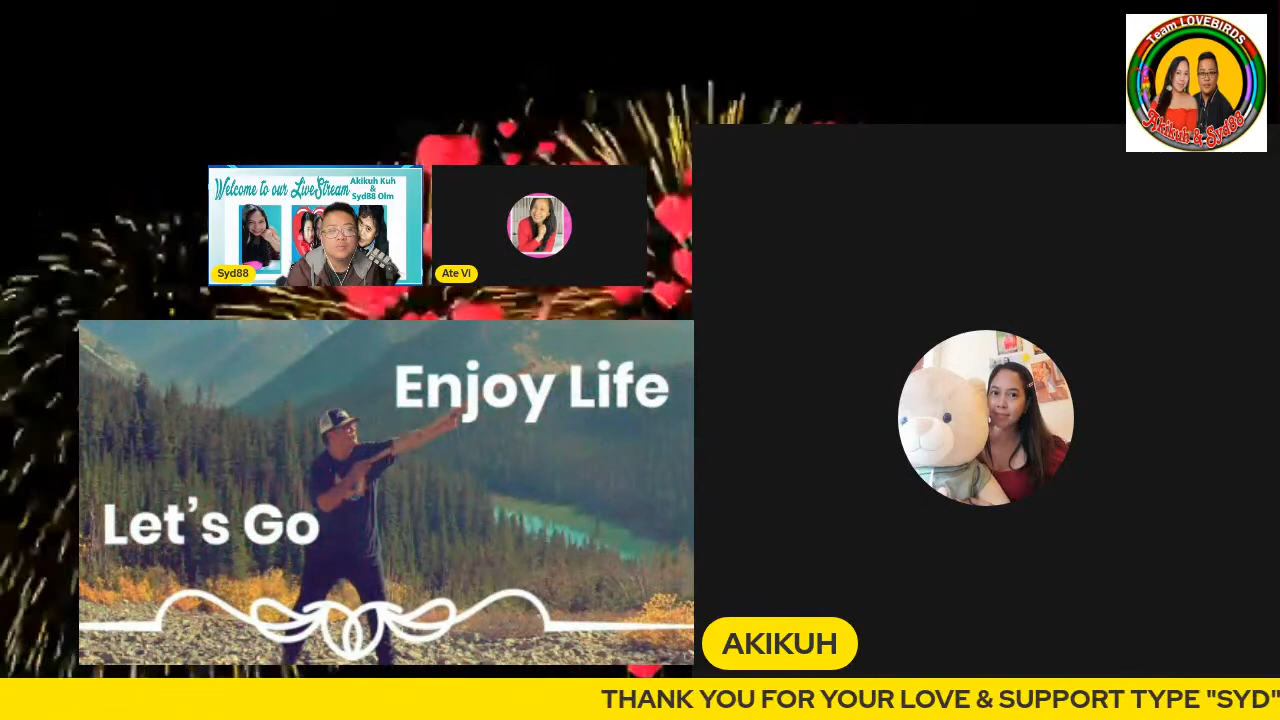 Team LOVEBIRDS
Akikuh & Syd88
Welcome to our LiveStream
Akikuh Kuh
&
Syd88 Olm
Syd88
Ate Vi
Enjoy Life
Let's Go
AKIKUH
THANK YOU FOR YOUR LOVE & SUPPORT TYPE "SYD"